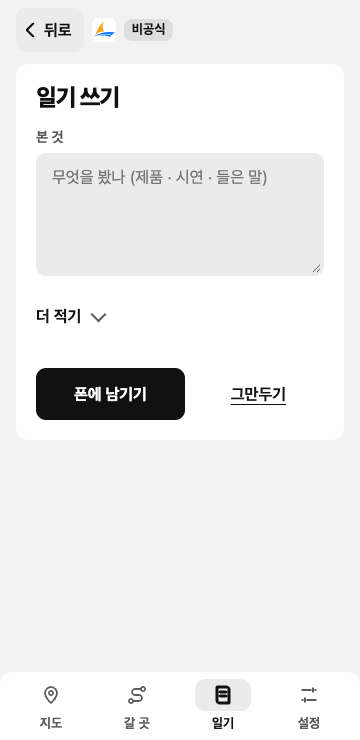 뒤로
비공식
일기 쓰기
본 것
무엇을 봤나 (제품 · 시연 · 들은 말)
더 적기
폰에 남기기
그만두기
지도
갈 곳
일기
설정